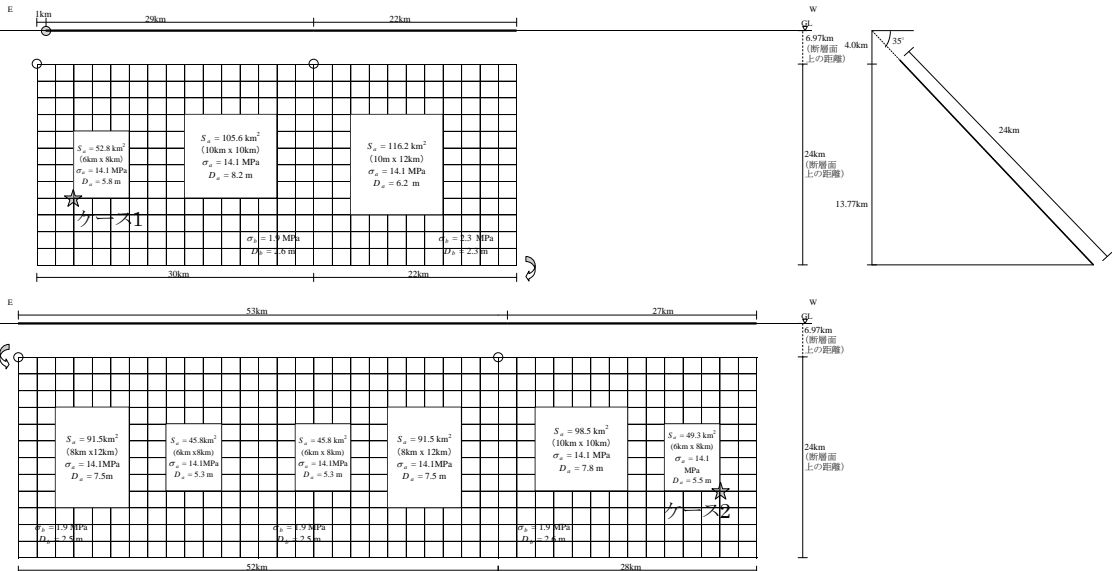 E
W
1km
29km
22km
GL
6.97km
(断層面
上の距離)
4.0km
35°
S_a = 52.8 km²
(6km x 8km)
σ_a = 14.1 MPa
D_a = 5.8 m
S_a = 105.6 km²
(10km x 10km)
σ_a = 14.1 MPa
D_a = 8.2 m
S_a = 116.2 km²
(10m x 12km)
σ_a = 14.1 MPa
D_a = 6.2 m
ケース1
σ_b = 1.9 MPa
D_b = 2.6 m
σ_b = 2.3 MPa
D_b = 2.3 m
24km
(断層面
上の距離)
13.77km
24km
30km
22km
E
W
53km
27km
GL
6.97km
(断層面
上の距離)
S_a = 91.5km²
(8km x12km)
σ_a = 14.1MPa
D_a = 7.5m
S_a = 45.8km²
(6km x8km)
σ_a = 14.1MPa
D_a = 5.3 m
S_a = 45.8 km²
(6km x 8km)
σ_a = 14.1MPa
D_a = 5.3 m
S_a = 91.5 km²
(8km x 12km)
σ_a = 14.1MPa
D_a = 7.5 m
S_a = 98.5 km²
(10km x 10km)
σ_a = 14.1 MPa
D_a = 7.8 m
S_a = 49.3 km²
(6km x 8km)
σ_a = 14.1
MPa
D_a = 5.5 m
ケース2
σ_b = 1.9 MPa
D_b = 2.5 m
σ_b = 1.9 MPa
D_b = 2.5 m
σ_b = 1.9 MPa
D_b = 2.6 m
24km
(断層面
上の距離)
52km
28km